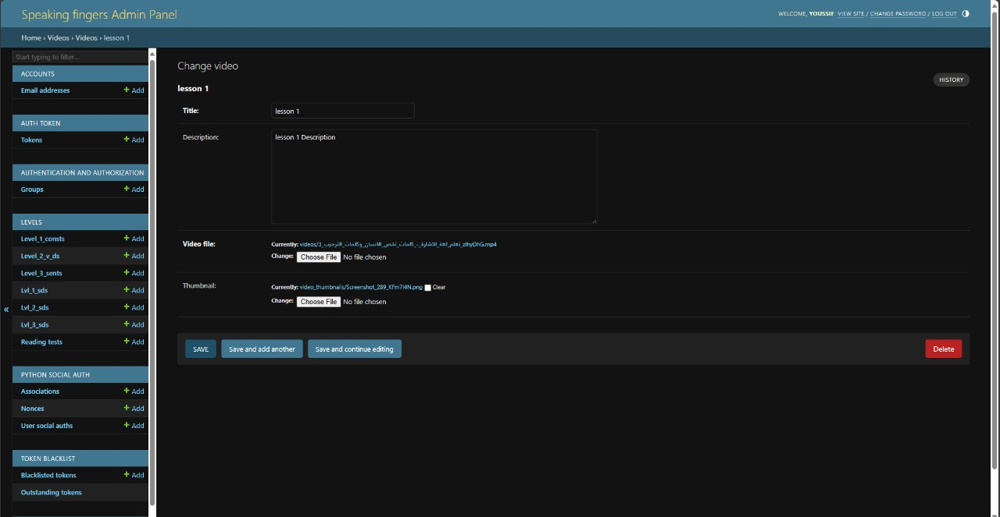 Speaking fingers Admin Panel
WELCOME, YOUSSIF. VIEW SITE / CHANGE PASSWORD / LOG OUT
Home › Videos › Videos › lesson 1
Start typing to filter...
ACCOUNTS
Email addresses + Add
AUTH TOKEN
Tokens + Add
AUTHENTICATION AND AUTHORIZATION
Groups + Add
LEVELS
Level_1_consts + Add
Level_2_v_ds + Add
Level_3_sents + Add
Lvl_1_sds + Add
Lvl_2_sds + Add
Lvl_3_sds + Add
Reading tests + Add
PYTHON SOCIAL AUTH
Associations + Add
Nonces + Add
User social auths + Add
TOKEN BLACKLIST
Blacklisted tokens + Add
Outstanding tokens
«
Change video
HISTORY
lesson 1
Title: lesson 1
Description: lesson 1 Description
Video file: Currently: videos/3_تعلم_لغة_الاشارة_-_كلمات_تخص_الانسان_وكلمات_الترحيب_zIhyDhG.mp4
Change: Choose File No file chosen
Thumbnail: Currently: video_thumbnails/Screenshot_289_KFm7I4N.png Clear
Change: Choose File No file chosen
SAVE Save and add another Save and continue editing Delete